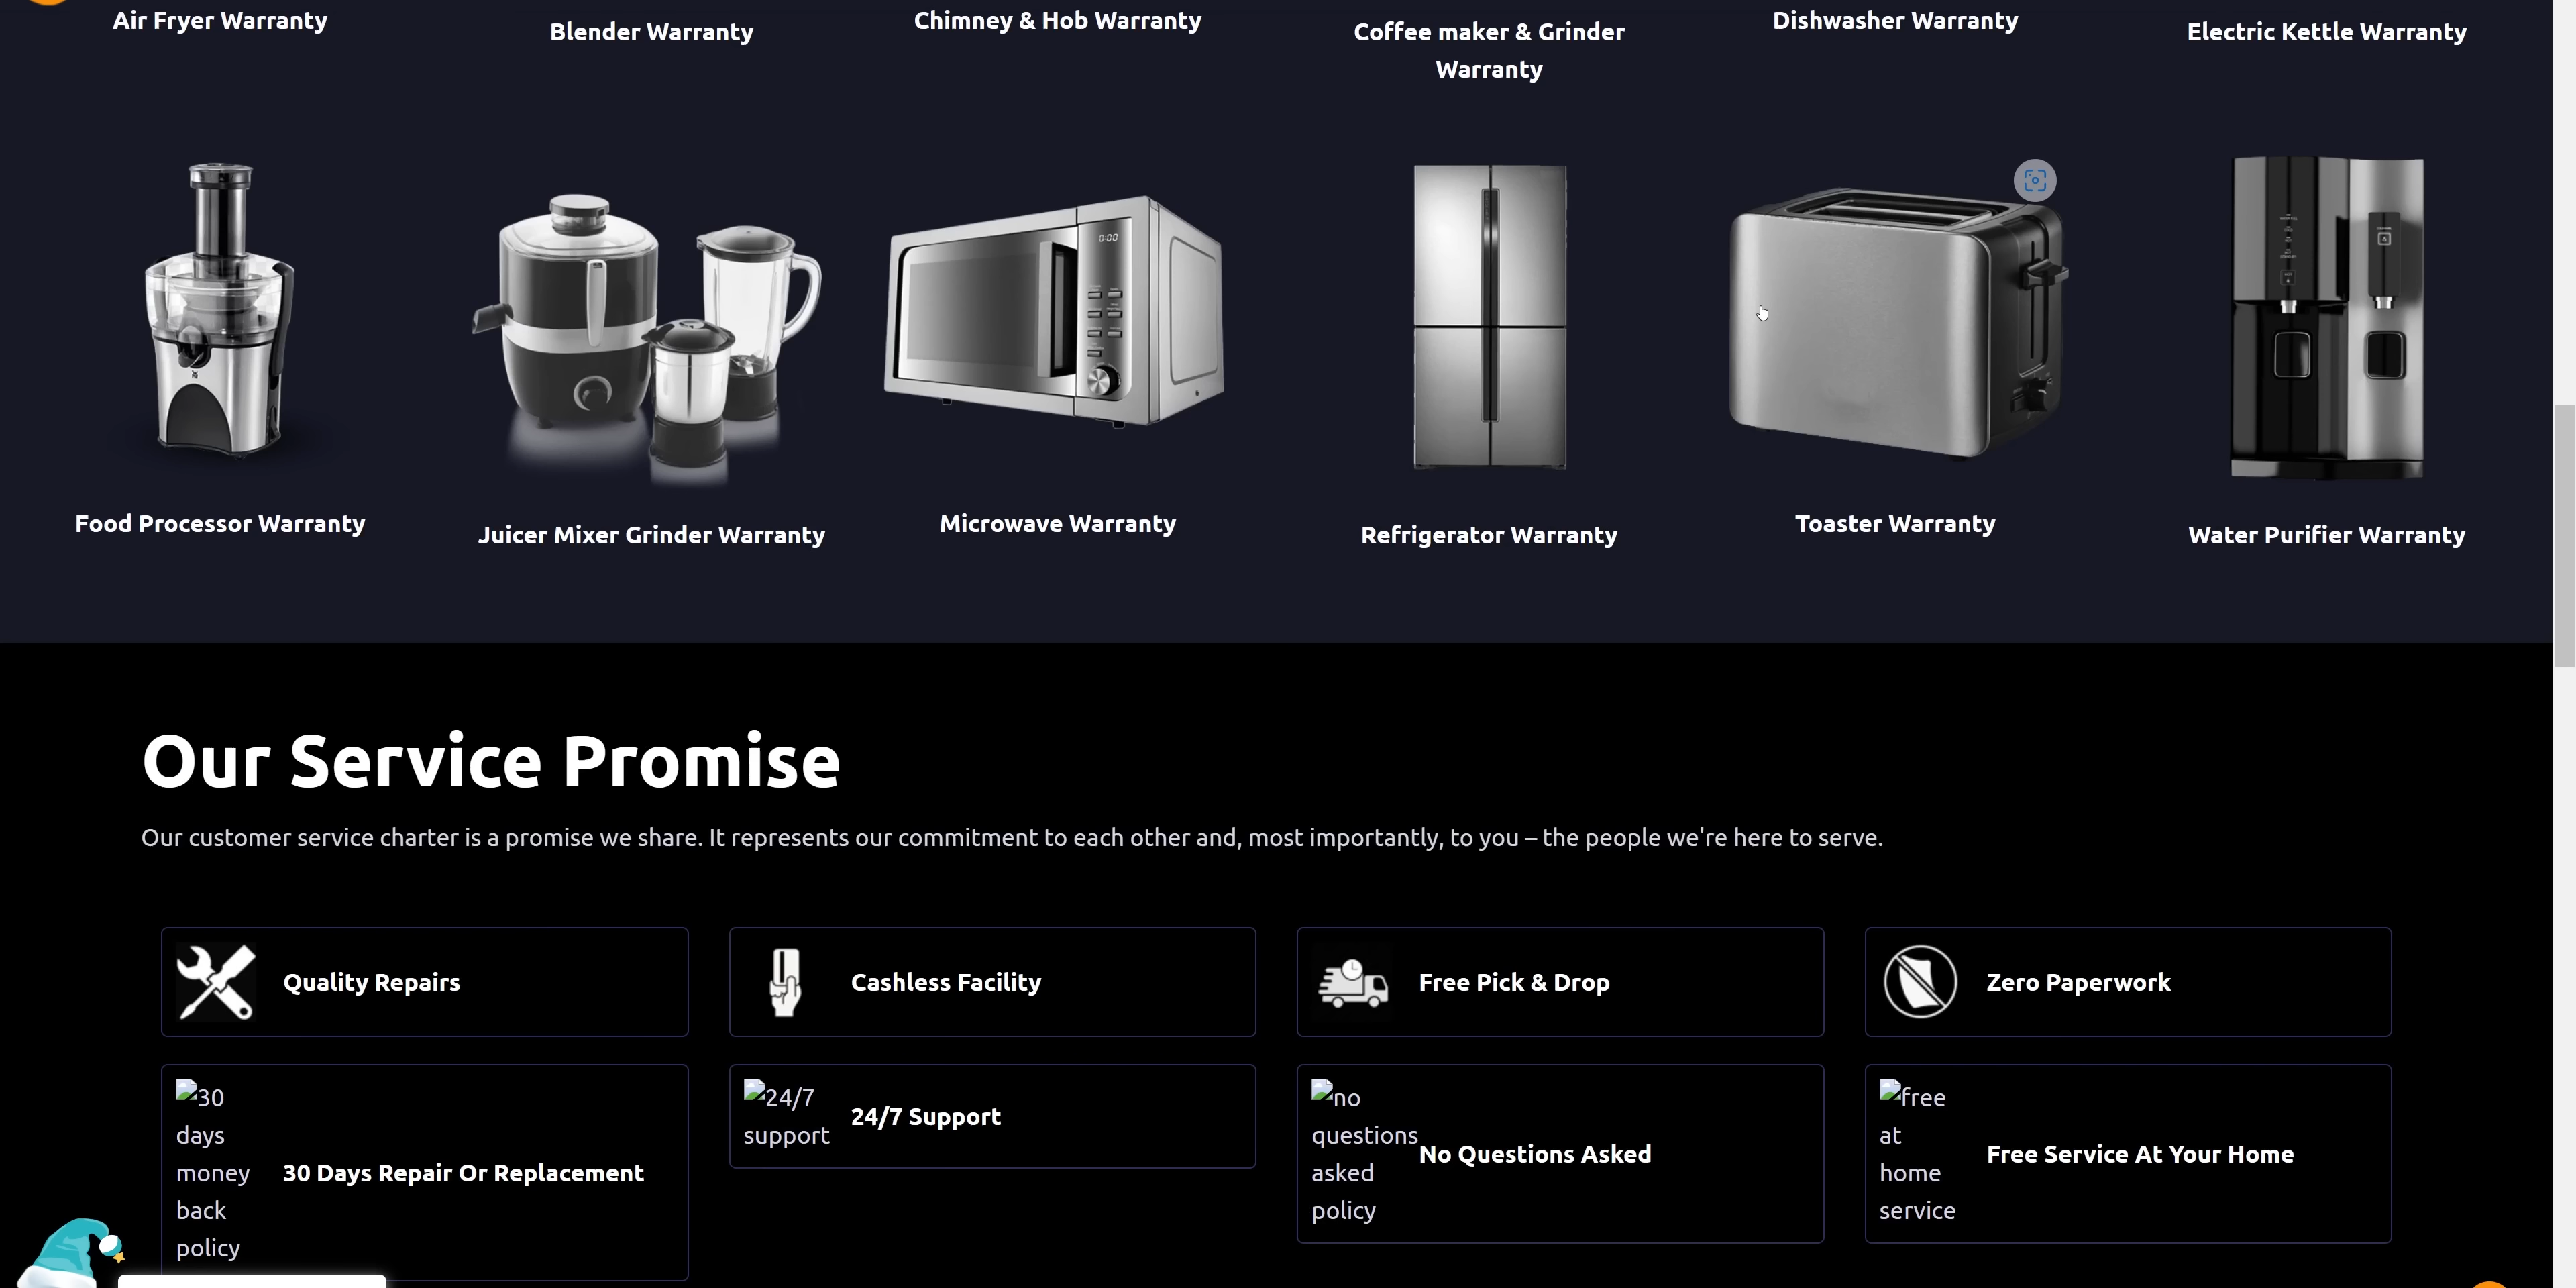 Air Fryer Warranty
Blender Warranty
Chimney & Hob Warranty
Coffee maker & Grinder
Warranty
Dishwasher Warranty
Electric Kettle Warranty
0:00
Food Processor Warranty
Juicer Mixer Grinder Warranty
Microwave Warranty
Refrigerator Warranty
Toaster Warranty
Water Purifier Warranty
Our Service Promise
Our customer service charter is a promise we share. It represents our commitment to each other and, most importantly, to you – the people we're here to serve.
Quality Repairs
Cashless Facility
Free Pick & Drop
Zero Paperwork
30
days
money
back
policy
30 Days Repair Or Replacement
24/7
support
24/7 Support
no
questions
asked
policy
No Questions Asked
free
at
home
service
Free Service At Your Home